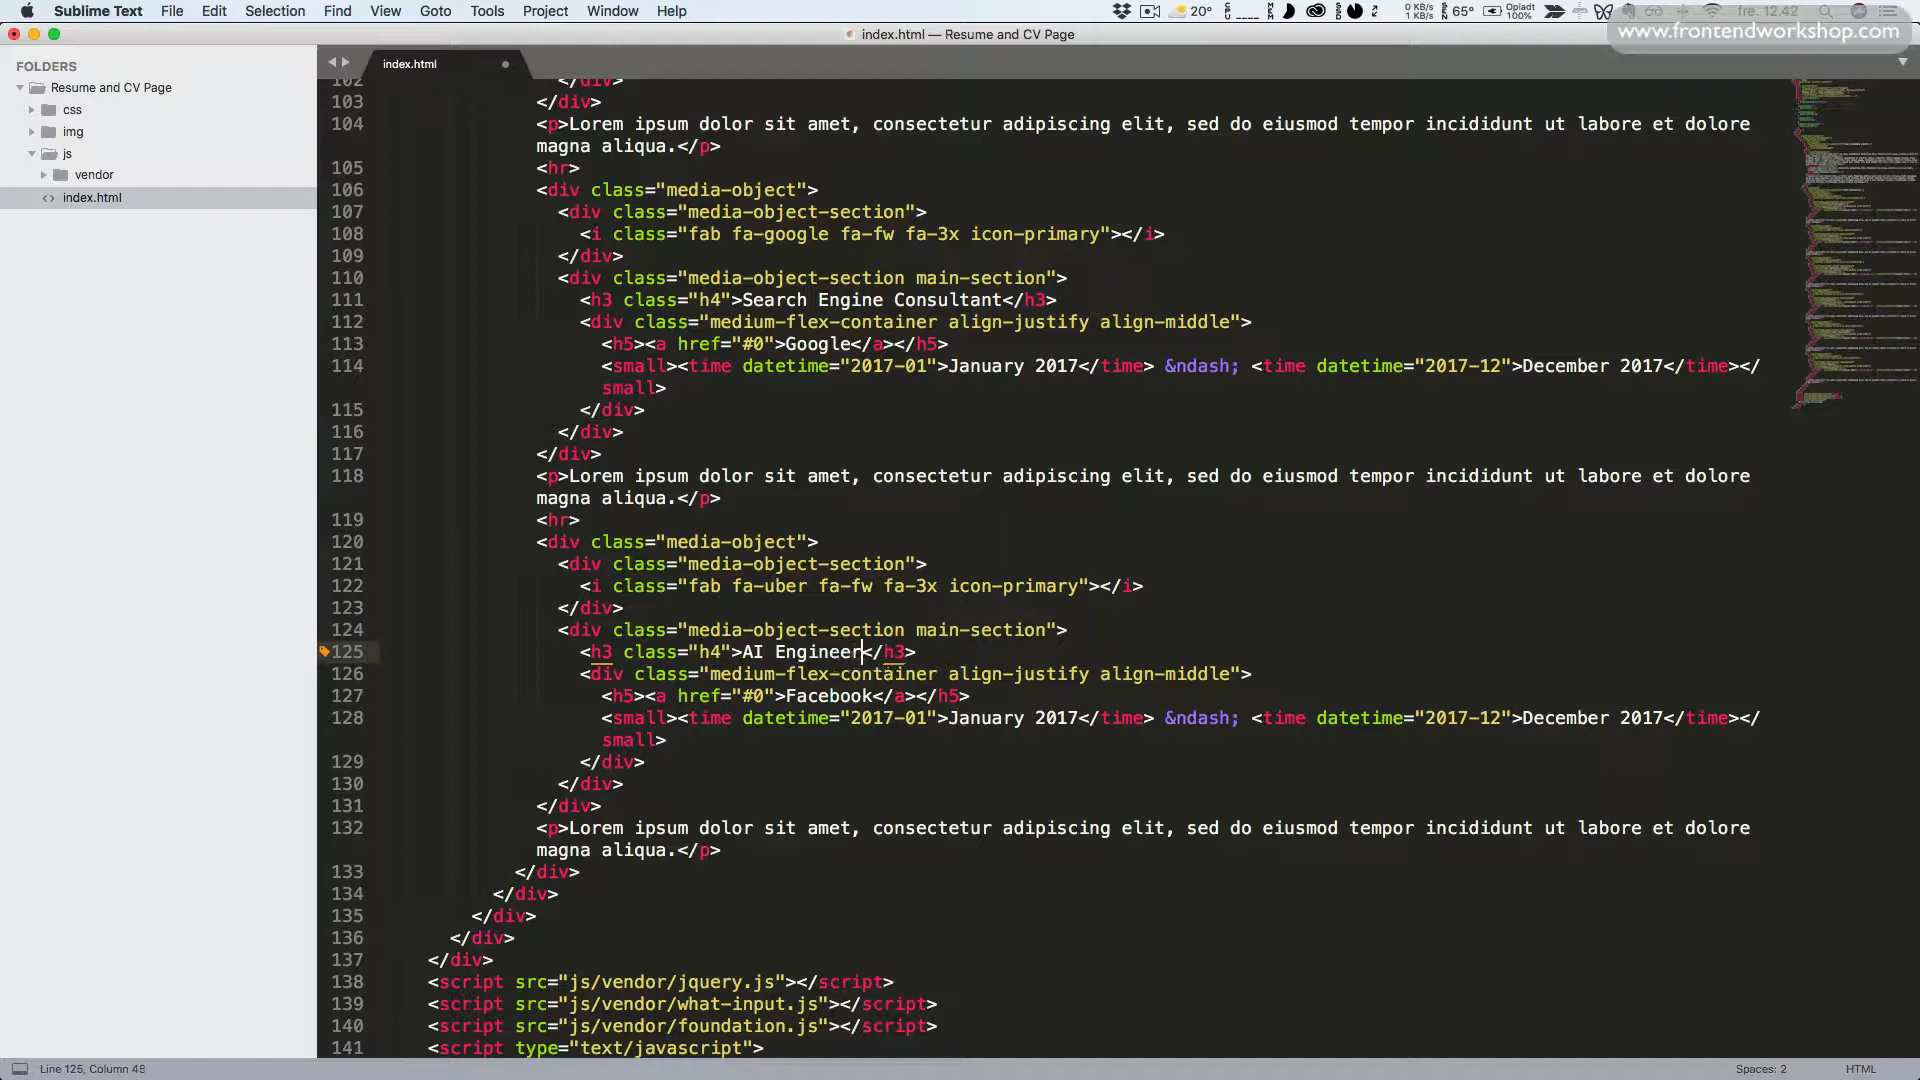 Sublime Text File Edit Selection Find View Goto Tools Project Window Help 20° 0 KB/s 1 KB/s 65° Opladt 100% fre. 12.42
index.html — Resume and CV Page
www.frontendworkshop.com
FOLDERS
Resume and CV Page
css
img
js
vendor
index.html
index.html
102 </div>
103 </div>
104 <p>Lorem ipsum dolor sit amet, consectetur adipiscing elit, sed do eiusmod tempor incididunt ut labore et dolore
magna aliqua.</p>
105 <hr>
106 <div class="media-object">
107 <div class="media-object-section">
108 <i class="fab fa-google fa-fw fa-3x icon-primary"></i>
109 </div>
110 <div class="media-object-section main-section">
111 <h3 class="h4">Search Engine Consultant</h3>
112 <div class="medium-flex-container align-justify align-middle">
113 <h5><a href="#0">Google</a></h5>
114 <small><time datetime="2017-01">January 2017</time> &ndash; <time datetime="2017-12">December 2017</time></
small>
115 </div>
116 </div>
117 </div>
118 <p>Lorem ipsum dolor sit amet, consectetur adipiscing elit, sed do eiusmod tempor incididunt ut labore et dolore
magna aliqua.</p>
119 <hr>
120 <div class="media-object">
121 <div class="media-object-section">
122 <i class="fab fa-uber fa-fw fa-3x icon-primary"></i>
123 </div>
124 <div class="media-object-section main-section">
125 <h3 class="h4">AI Engineer</h3>
126 <div class="medium-flex-container align-justify align-middle">
127 <h5><a href="#0">Facebook</a></h5>
128 <small><time datetime="2017-01">January 2017</time> &ndash; <time datetime="2017-12">December 2017</time></
small>
129 </div>
130 </div>
131 </div>
132 <p>Lorem ipsum dolor sit amet, consectetur adipiscing elit, sed do eiusmod tempor incididunt ut labore et dolore
magna aliqua.</p>
133 </div>
134 </div>
135 </div>
136 </div>
137 </div>
138 <script src="js/vendor/jquery.js"></script>
139 <script src="js/vendor/what-input.js"></script>
140 <script src="js/vendor/foundation.js"></script>
141 <script type="text/javascript">
Line 125, Column 48 Spaces: 2 HTML